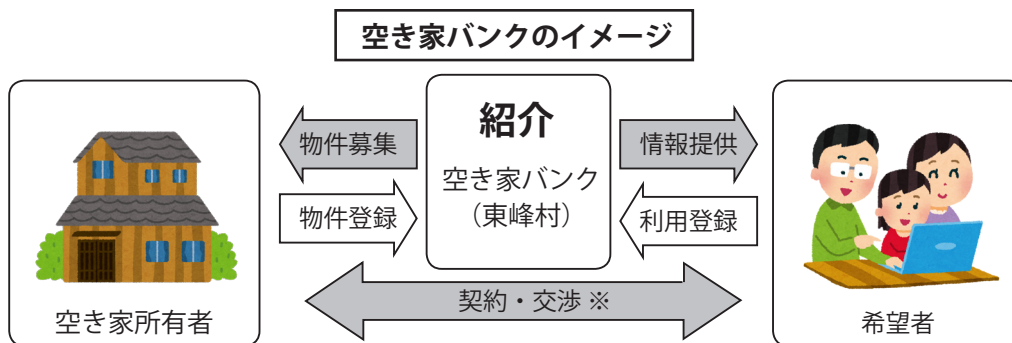 空き家バンクのイメージ
紹介
空き家バンク
（東峰村）
物件募集
物件登録
情報提供
利用登録
契約・交渉 ※
空き家所有者
希望者